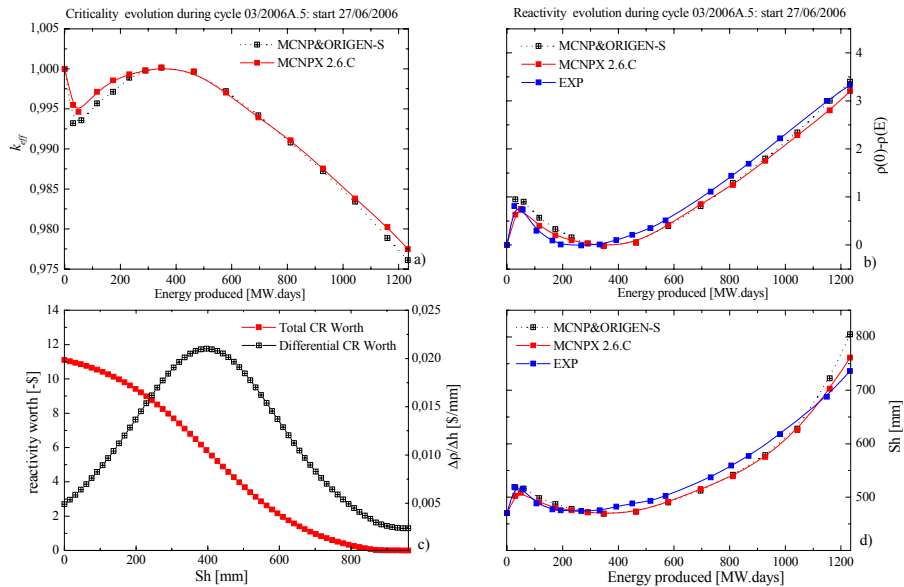 Criticality evolution during cycle 03/2006A.5: start 27/06/2006
1,005
1,000
0,995
0,990
0,985
0,980
0,975
k_eff
MCNP&ORIGEN-S
MCNPX 2.6.C
a)
0 200 400 600 800 1000 1200
Energy produced [MW.days]
Reactivity evolution during cycle 03/2006A.5: start 27/06/2006
MCNP&ORIGEN-S
MCNPX 2.6.C
EXP
4
3
2
1
0
ρ(0)-ρ(E)
b)
0 200 400 600 800 1000 1200
Energy produced [MW.days]
14
12
10
8
6
4
2
0
reactivity worth [-$]
Total CR Worth
Differential CR Worth
0,025
0,020
0,015
0,010
0,005
0,000
Δρ/Δh [$/mm]
c)
0 200 400 600 800
Sh [mm]
MCNP&ORIGEN-S
MCNPX 2.6.C
EXP
800
700
600
500
400
Sh [mm]
d)
0 200 400 600 800 1000 1200
Energy produced [MW.days]